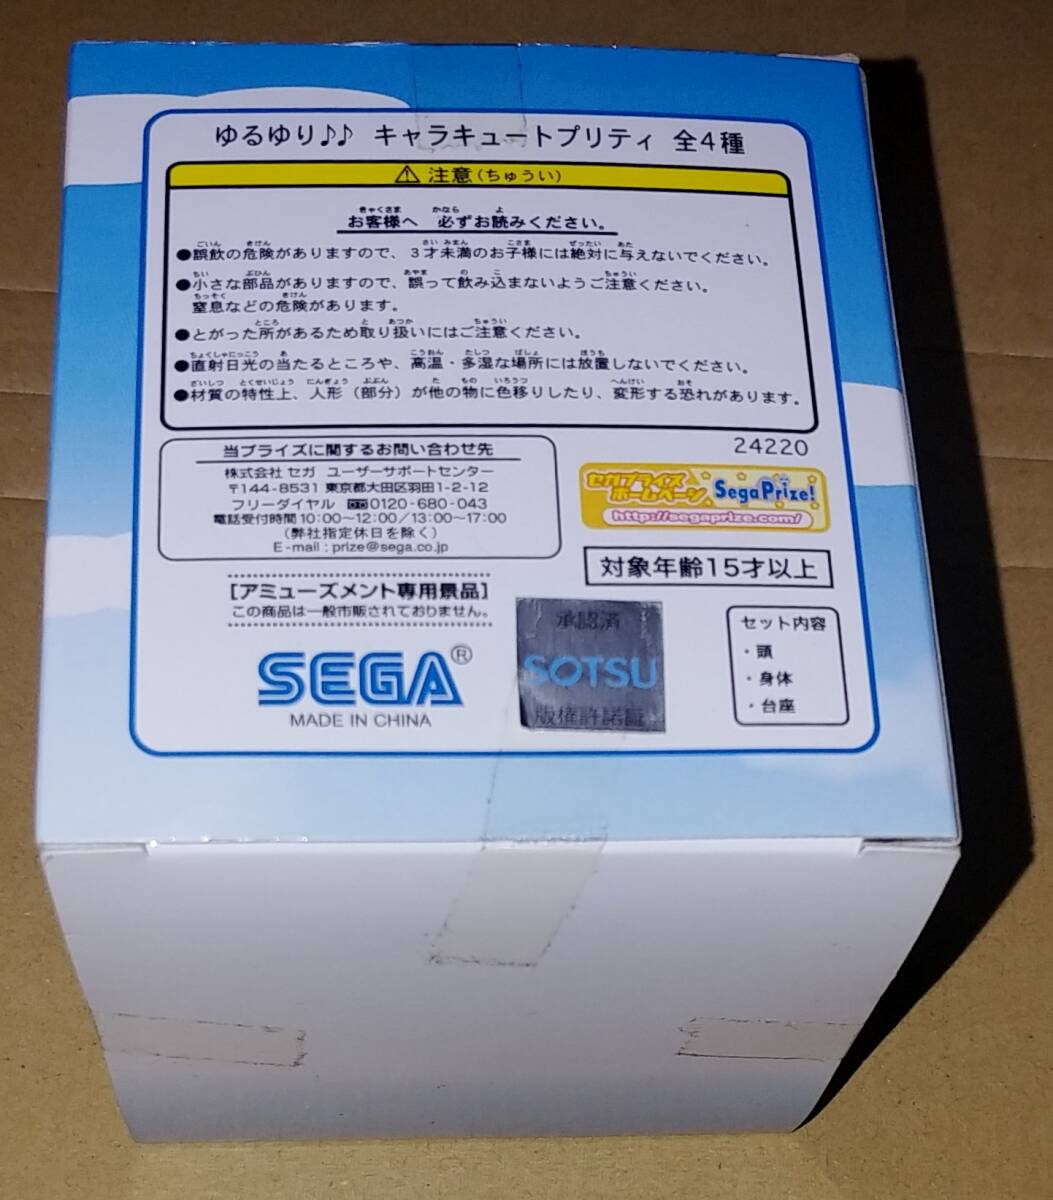 ゆるゆり♪♪ キャラキュートプリティ 全4種
⚠ 注意(ちゅうい)
お客様へ 必ずお読みください。
●誤飲の危険がありますので、3才未満のお子様には絶対に与えないでください。
●小さな部品がありますので、誤って飲み込まないようご注意ください。
窒息などの危険があります。
●とがった所があるため取り扱いにはご注意ください。
●直射日光の当たるところや、高温・多湿な場所には放置しないでください。
●材質の特性上、人形(部分)が他の物に色移りしたり、変形する恐れがあります。
24220
当プライズに関するお問い合わせ先
株式会社 セガ ユーザーサポートセンター
〒144-8531 東京都大田区羽田1-2-12
フリーダイヤル 0120-680-043
電話受付時間 10:00〜12:00/13:00〜17:00
(弊社指定休日を除く)
E-mail : prize@sega.co.jp
セガプライズ
ホームページ
SegaPrize!
http://segaprize.com/
対象年齢15才以上
[アミューズメント専用景品]
この商品は一般市販されておりません。
SEGA®
MADE IN CHINA
承認済
SOTSU
版権許諾証
セット内容
・頭
・身体
・台座